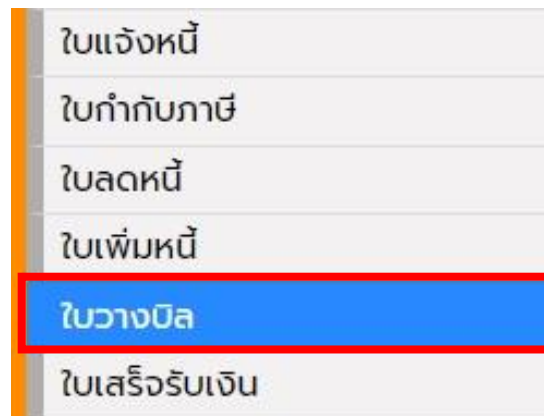 ใบแจ้งหนี้
ใบกำกับภาษี
ใบลดหนี้
ใบเพิ่มหนี้
ใบวางบิล
ใบเสร็จรับเงิน